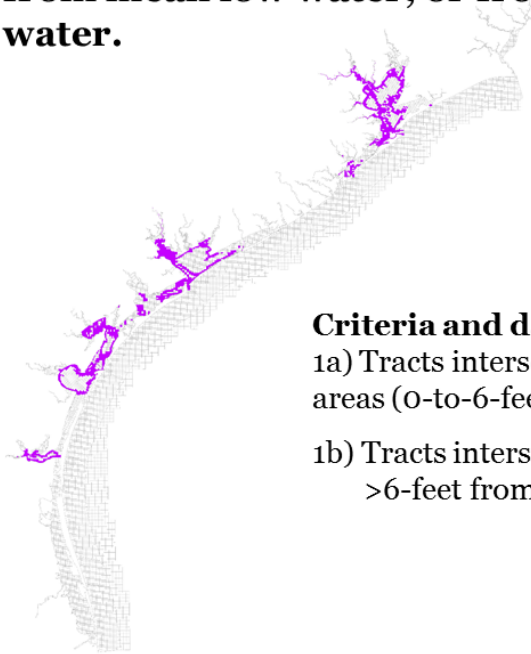 from mean low water, or
water.
Criteria and d
1a) Tracts inters
areas (0-to-6-fee
1b) Tracts inters
>6-feet from